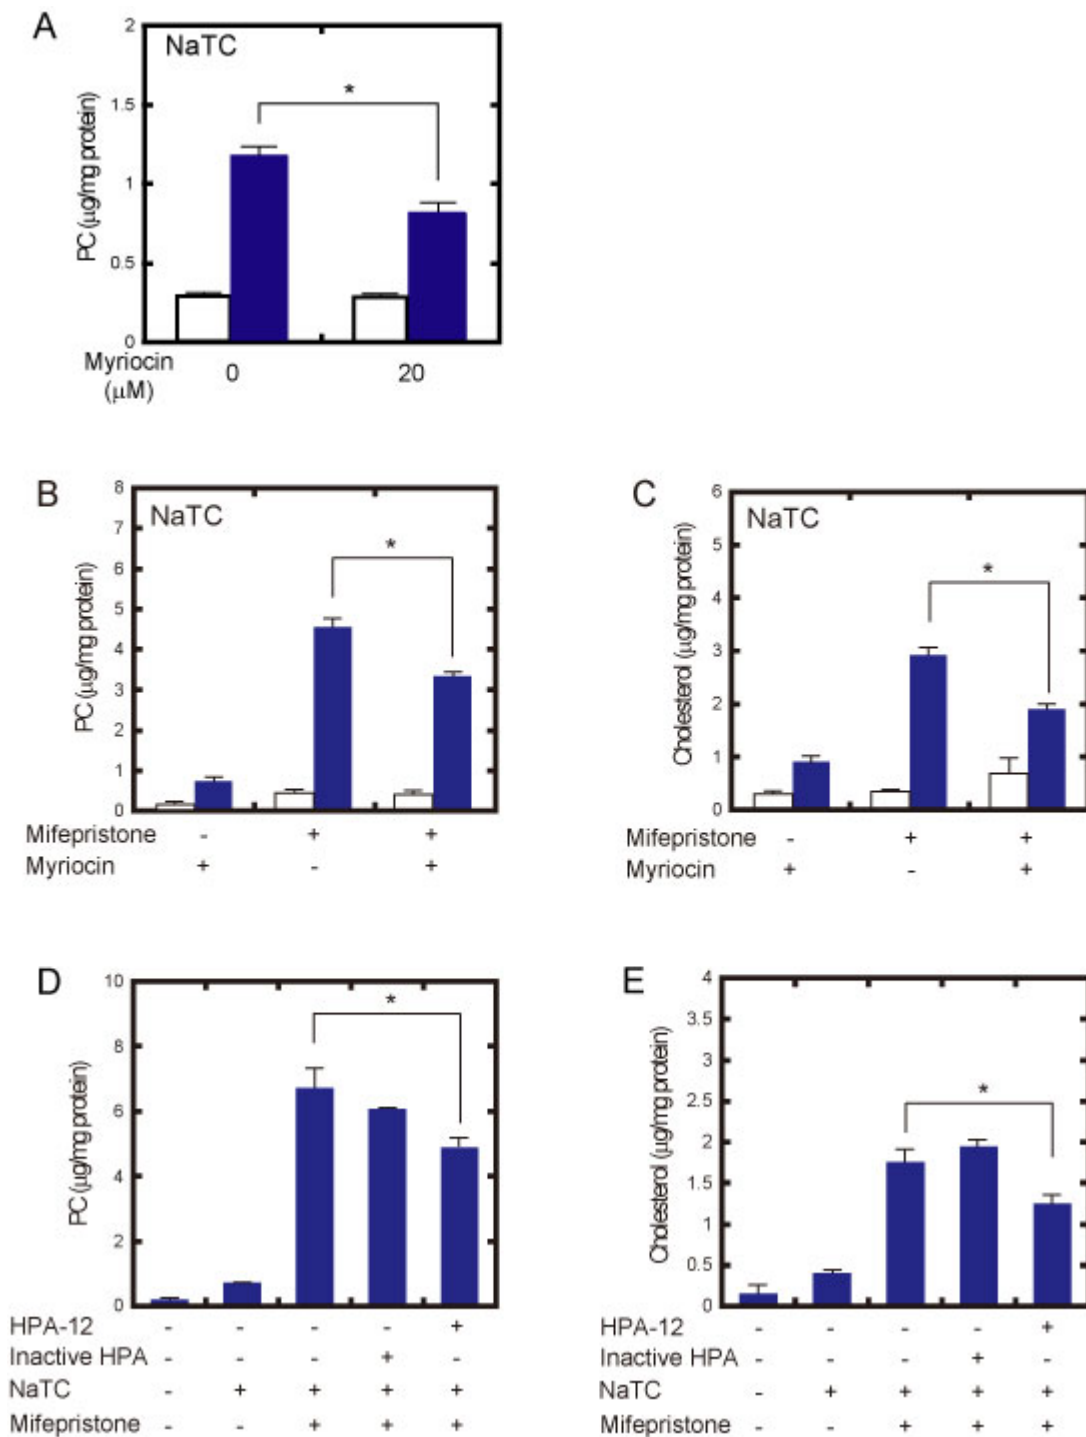 A
NaTC
*
PC (μg/mg protein)
2
1.5
1
0.5
0
Myriocin
(μM)
0 20
B
NaTC
*
PC (μg/mg protein)
8
7
6
5
4
3
2
1
0
Mifepristone - + +
Myriocin + - +
C
NaTC
*
Cholesterol (μg/mg protein)
6
5
4
3
2
1
0
Mifepristone - + +
Myriocin + - +
D
*
PC (μg/mg protein)
10
8
6
4
2
0
HPA-12 - - - - +
Inactive HPA - - - + -
NaTC - + + + +
Mifepristone - - + + +
E
*
Cholesterol (μg/mg protein)
4
3.5
3
2.5
2
1.5
1
0.5
0
HPA-12 - - - - +
Inactive HPA - - - + -
NaTC - + + + +
Mifepristone - - + + +